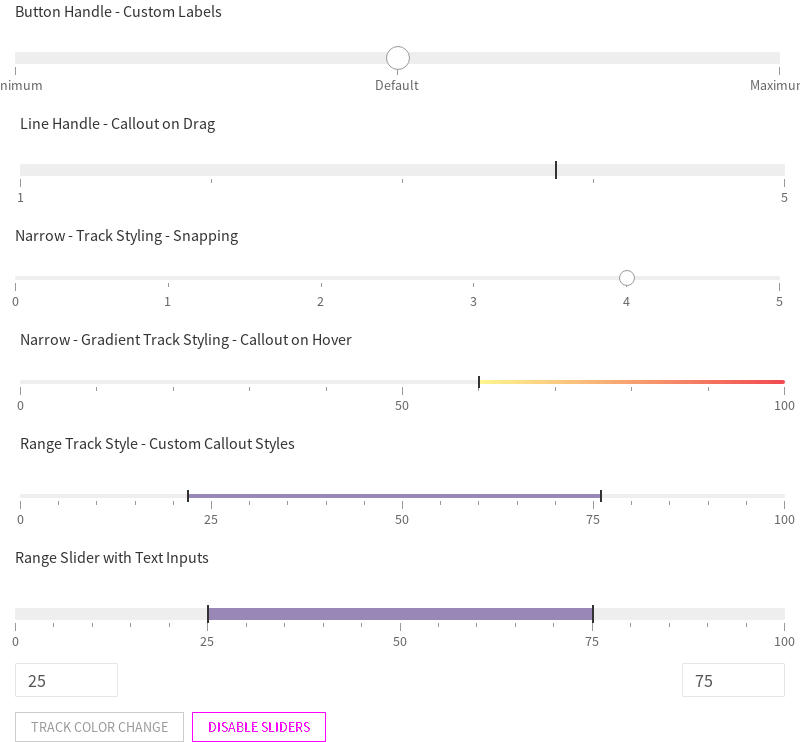 Button Handle - Custom Labels
nimum Default Maximur
Line Handle - Callout on Drag
1 5
Narrow - Track Styling - Snapping
0 1 2 3 4 5
Narrow - Gradient Track Styling - Callout on Hover
0 50 100
Range Track Style - Custom Callout Styles
0 25 50 75 100
Range Slider with Text Inputs
0 25 50 75 100
25 75
TRACK COLOR CHANGE DISABLE SLIDERS